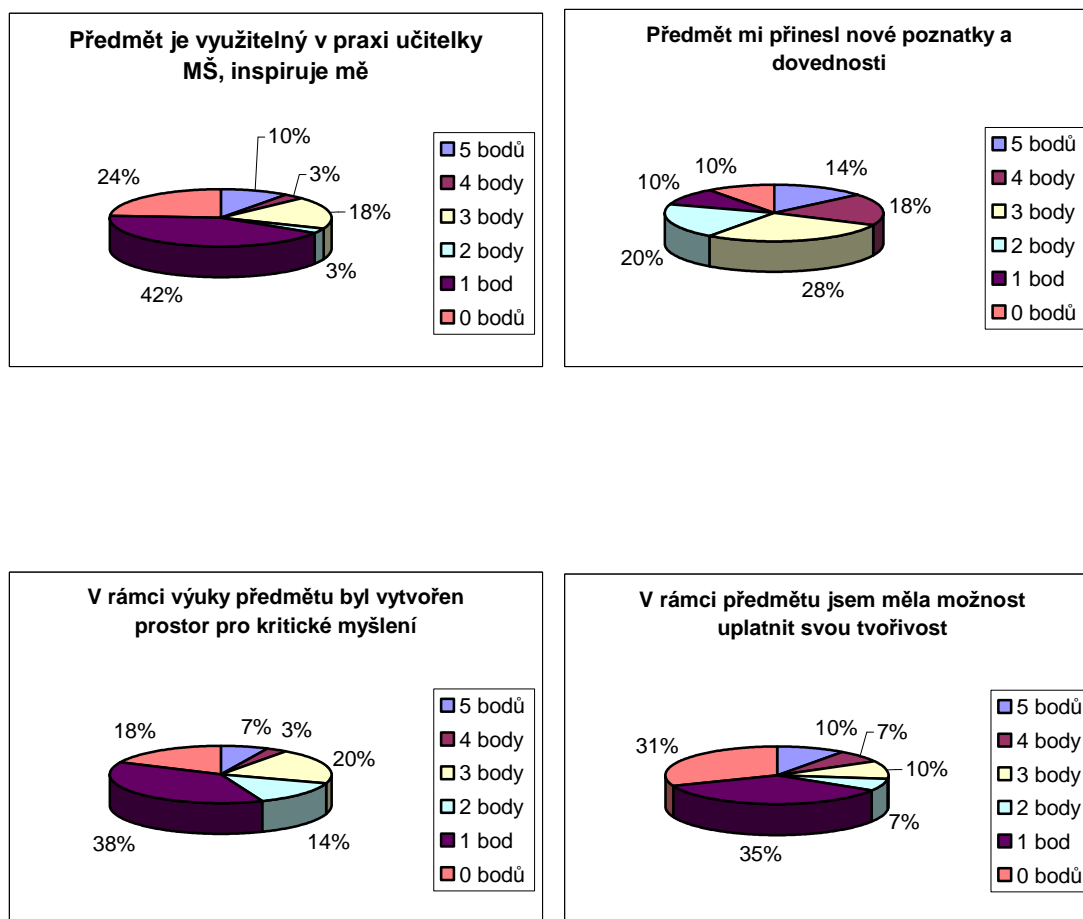 Předmět je využitelný v praxi učitelky
MŠ, inspiruje mě
10%
3%
18%
3%
42%
24%
5 bodů
4 body
3 body
2 body
1 bod
0 bodů
Předmět mi přinesl nové poznatky a
dovednosti
14%
18%
28%
20%
10%
10%
5 bodů
4 body
3 body
2 body
1 bod
0 bodů
V rámci výuky předmětu byl vytvořen
prostor pro kritické myšlení
7%
3%
20%
14%
38%
18%
5 bodů
4 body
3 body
2 body
1 bod
0 bodů
V rámci předmětu jsem měla možnost
uplatnit svou tvořivost
10%
7%
10%
7%
35%
31%
5 bodů
4 body
3 body
2 body
1 bod
0 bodů